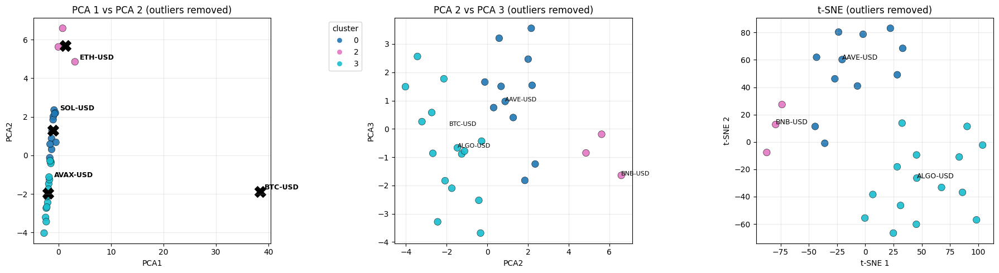 PCA 1 vs PCA 2 (outliers removed)
PCA2
6
4
2
0
−2
−4
ETH-USD
SOL-USD
AVAX-USD
BTC-USD
0
10
20
30
40
PCA1
cluster
0
2
3
PCA 2 vs PCA 3 (outliers removed)
PCA3
3
2
1
0
−1
−2
−3
−4
AAVE-USD
BTC-USD
ALGO-USD
BNB-USD
−4
−2
0
2
4
6
PCA2
t-SNE (outliers removed)
t-SNE 2
80
60
40
20
0
−20
−40
−60
AAVE-USD
BNB-USD
ALGO-USD
−75
−50
−25
0
25
50
75
100
t-SNE 1